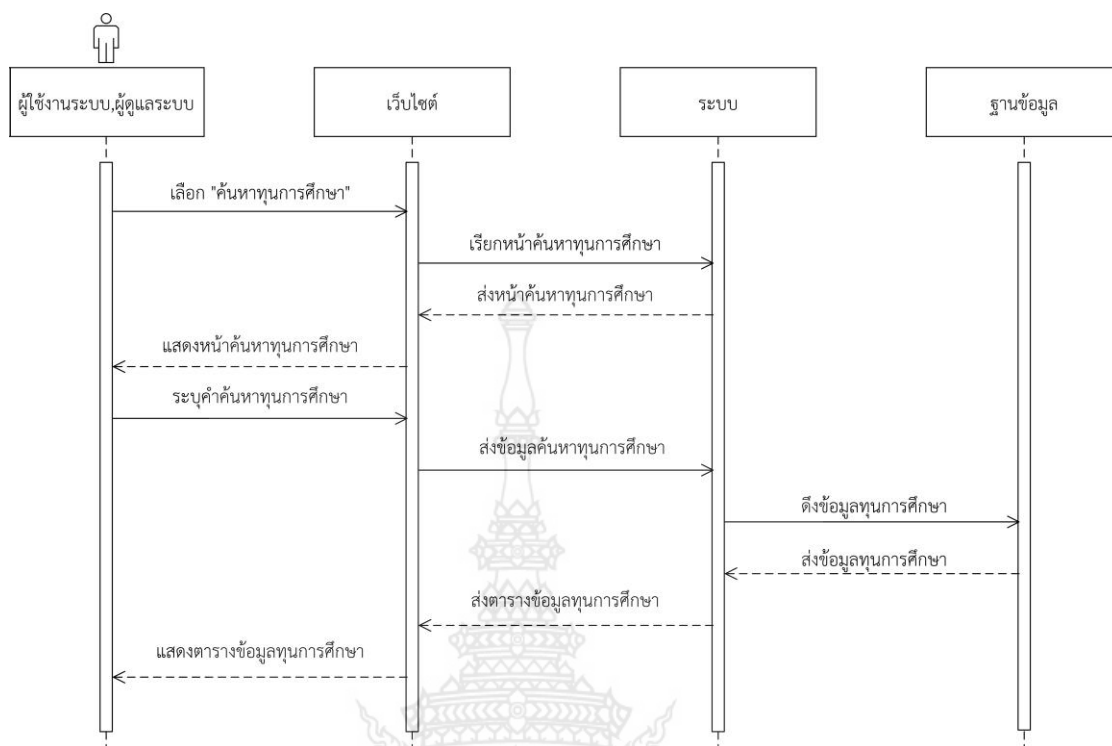 ผู้ใช้งานระบบ,ผู้ดูแลระบบ
เว็บไซต์
ระบบ
ฐานข้อมูล
เลือก "ค้นหาทุนการศึกษา"
เรียกหน้าค้นหาทุนการศึกษา
ส่งหน้าค้นหาทุนการศึกษา
แสดงหน้าค้นหาทุนการศึกษา
ระบุคำค้นหาทุนการศึกษา
ส่งข้อมูลค้นหาทุนการศึกษา
ดึงข้อมูลทุนการศึกษา
ส่งข้อมูลทุนการศึกษา
ส่งตารางข้อมูลทุนการศึกษา
แสดงตารางข้อมูลทุนการศึกษา